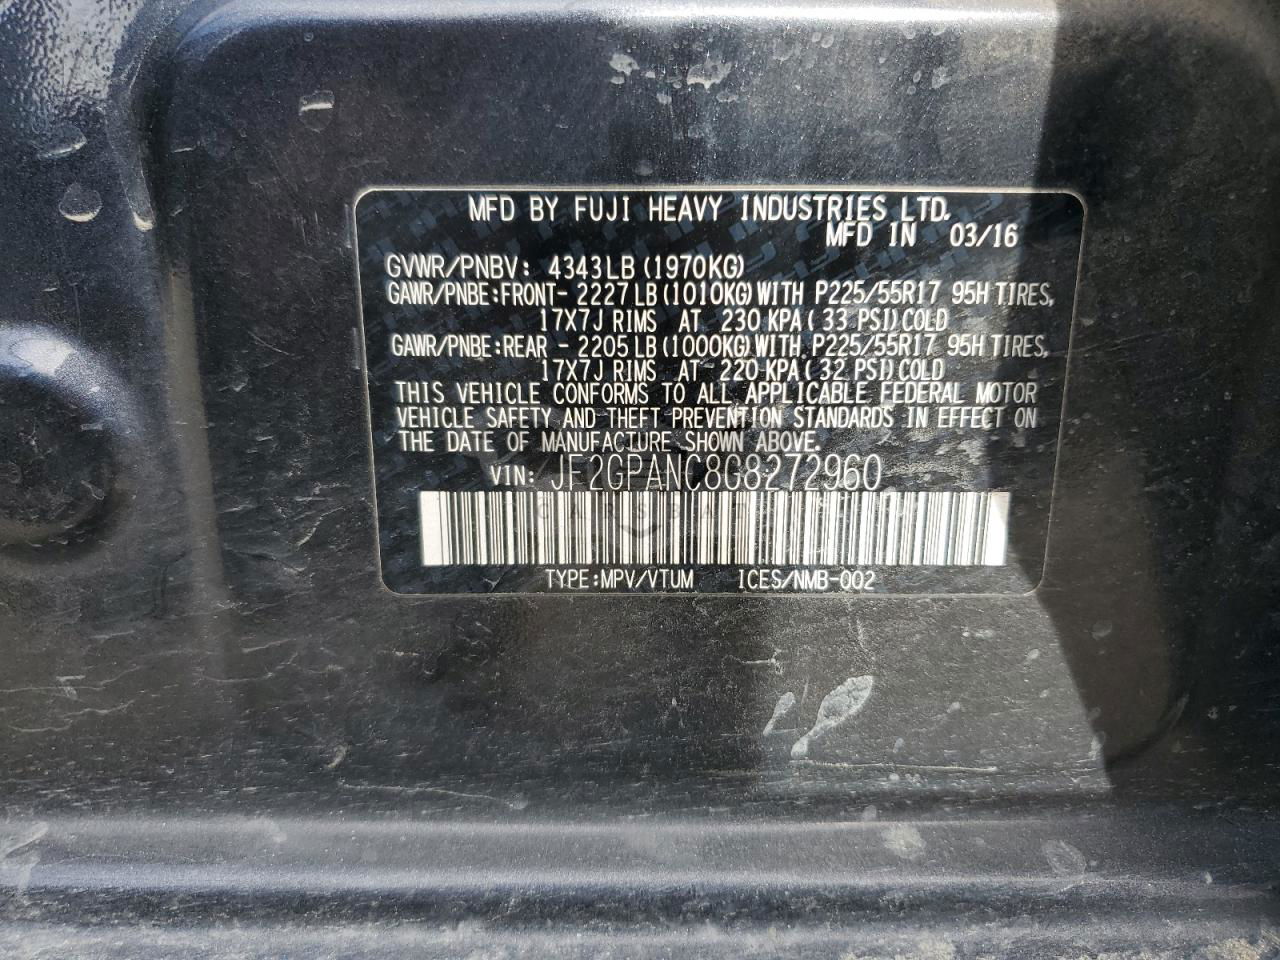 MFD BY FUJI HEAVY INDUSTRIES LTD.
MFD IN 03/16
GVWR/PNBV: 4343LB (1970KG)
GAWR/PNBE:FRONT- 2227LB(1010KG)WITH P225/55R17 95H TIRES,
17X7J RIMS AT 230 KPA( 33 PSI)COLD
GAWR/PNBE:REAR - 2205LB(1000KG)WITH P225/55R17 95H TIRES,
17X7J RIMS AT 220 KPA( 32 PSI)COLD
THIS VEHICLE CONFORMS TO ALL APPLICABLE FEDERAL MOTOR
VEHICLE SAFETY AND THEFT PREVENTION STANDARDS IN EFFECT ON
THE DATE OF MANUFACTURE SHOWN ABOVE.
VIN: JF2GPANC8G8272960
TYPE:MPV/VTUM ICES/NMB-002